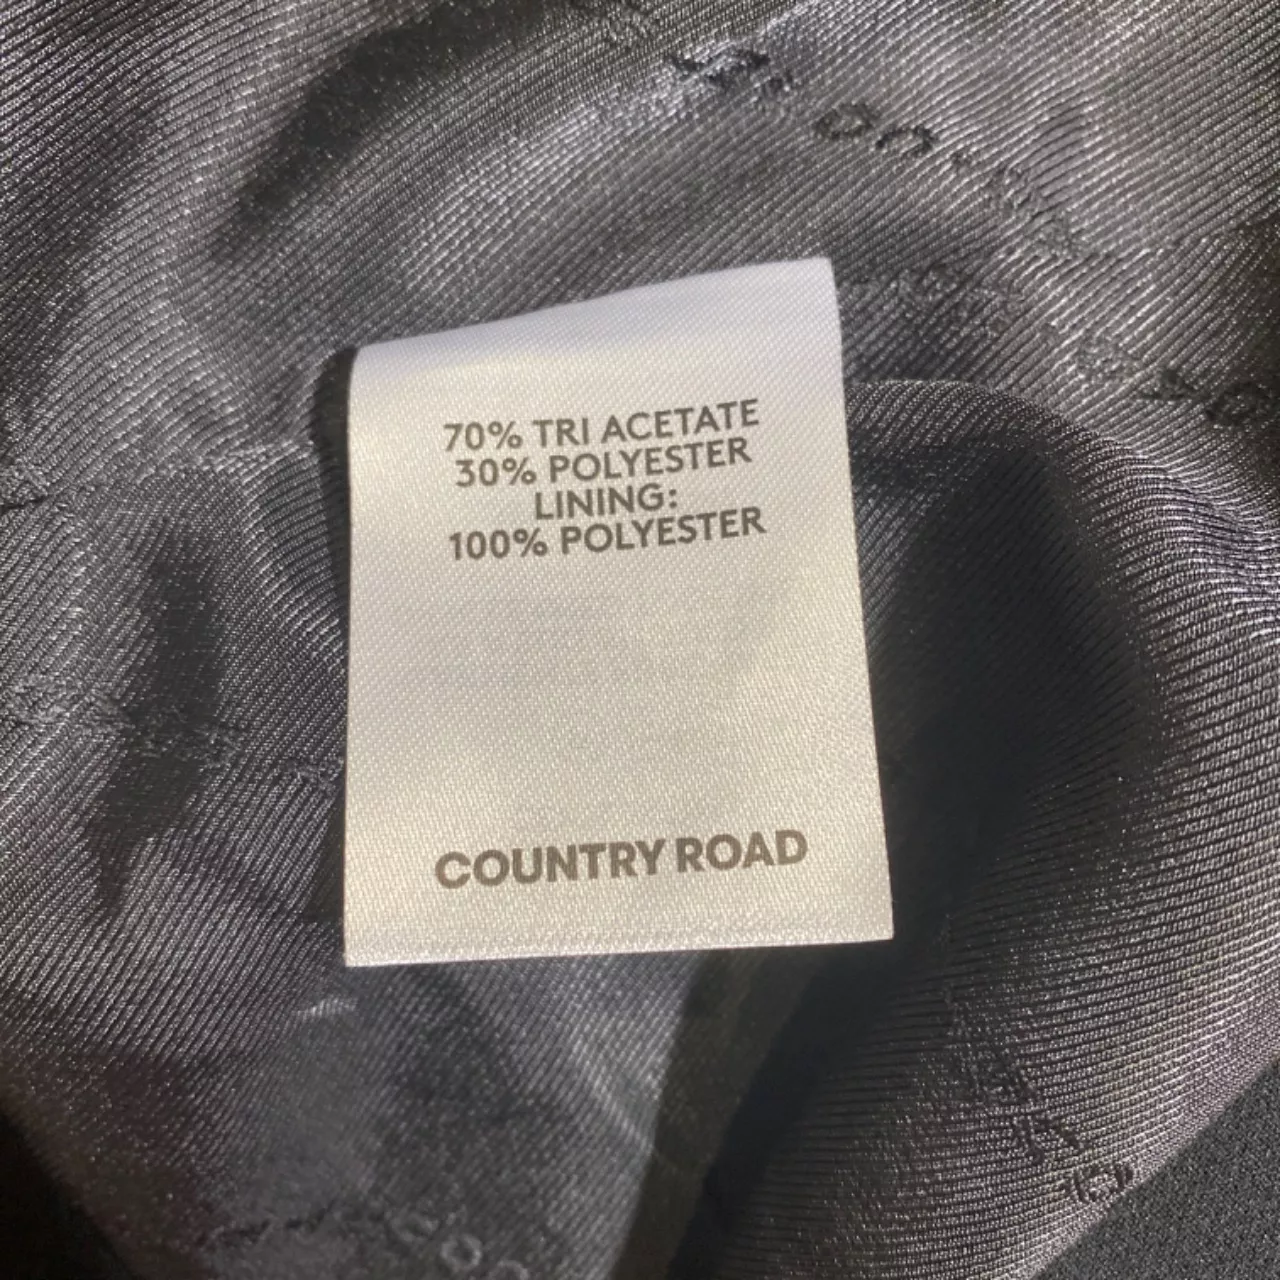 70% TRI ACETATE
30% POLYESTER
LINING:
100% POLYESTER
COUNTRY ROAD